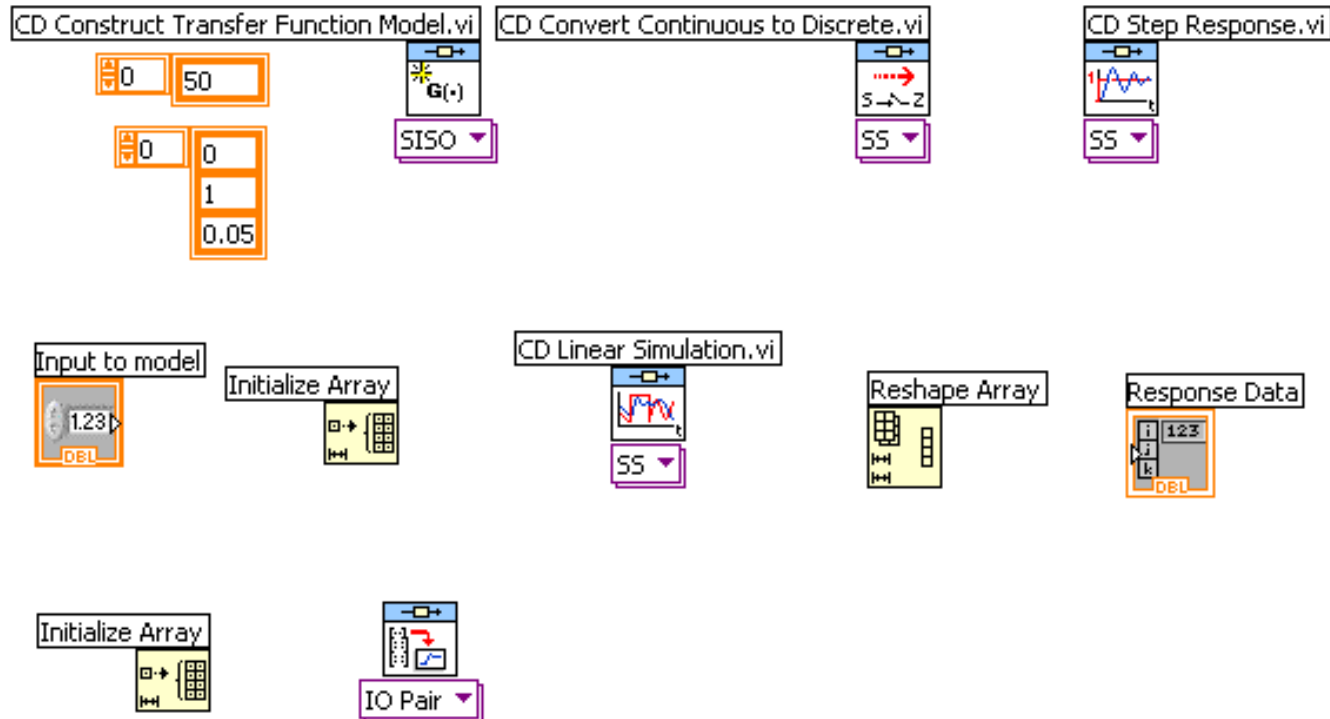 CD Construct Transfer Function Model.vi
CD Convert Continuous to Discrete.vi
CD Step Response.vi
0
50
G(·)
S
Z
1
t
SISO
SS
SS
0
0
1
0.05
Input to model
1.23
DBL
Initialize Array
CD Linear Simulation.vi
t
SS
Reshape Array
Response Data
i
123
j
k
DBL
Initialize Array
IO Pair